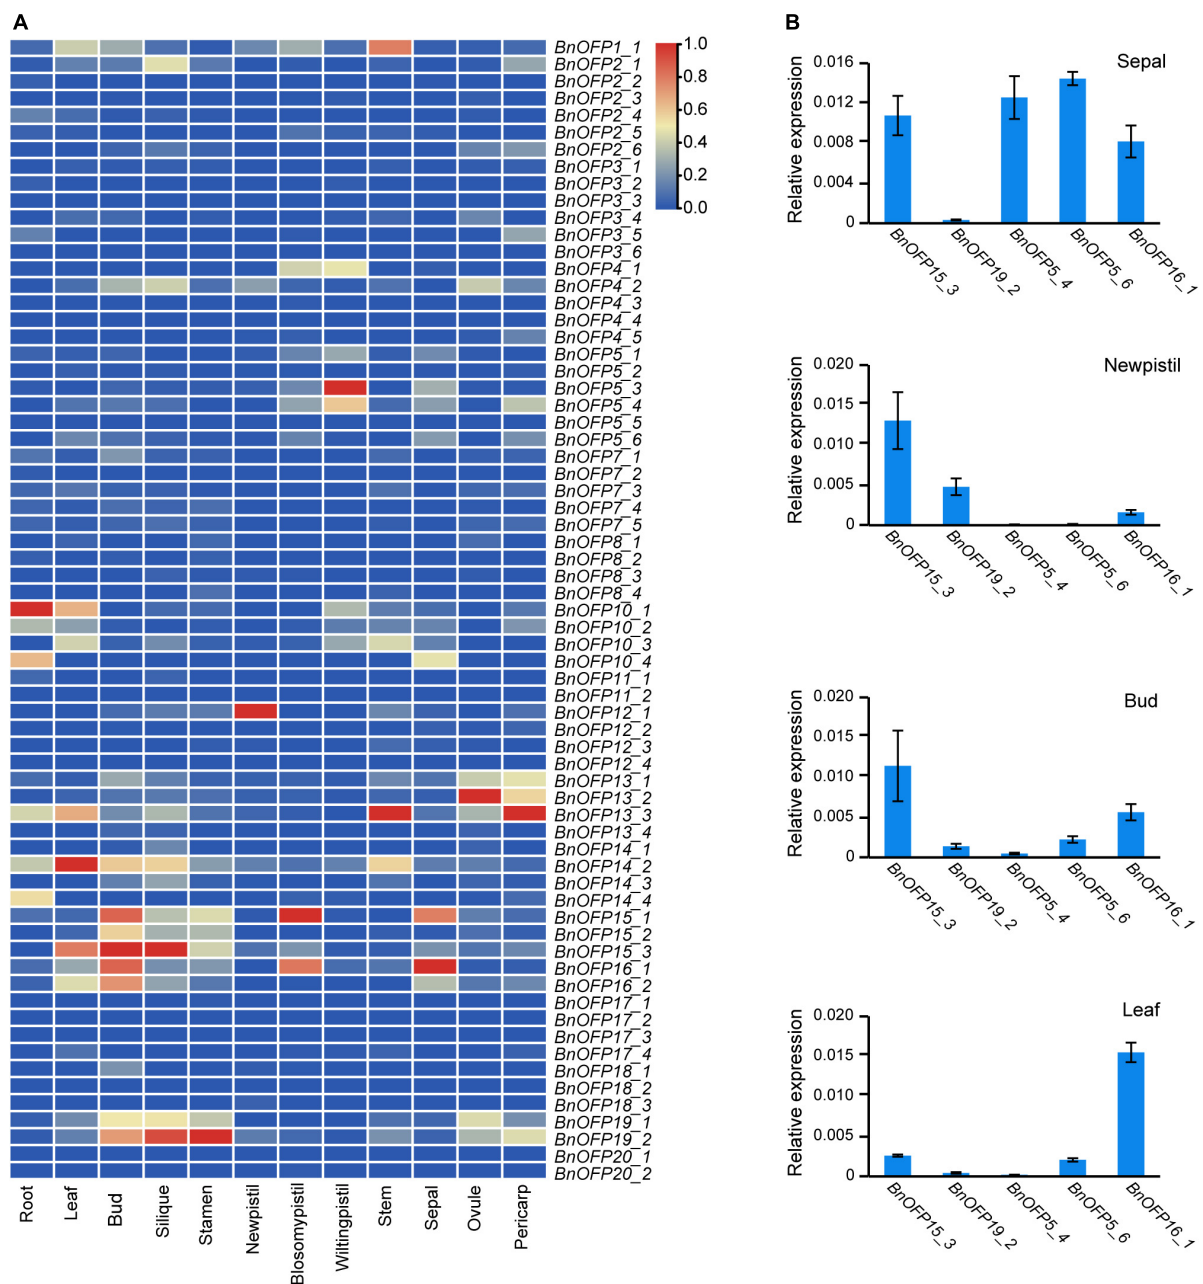 A
BnOFP1_1
BnOFP2_1
BnOFP2_2
BnOFP2_3
BnOFP2_4
BnOFP2_5
BnOFP2_6
BnOFP3_1
BnOFP3_2
BnOFP3_3
BnOFP3_4
BnOFP3_5
BnOFP3_6
BnOFP4_1
BnOFP4_2
BnOFP4_3
BnOFP4_4
BnOFP4_5
BnOFP5_1
BnOFP5_2
BnOFP5_3
BnOFP5_4
BnOFP5_5
BnOFP5_6
BnOFP7_1
BnOFP7_2
BnOFP7_3
BnOFP7_4
BnOFP7_5
BnOFP8_1
BnOFP8_2
BnOFP8_3
BnOFP8_4
BnOFP10_1
BnOFP10_2
BnOFP10_3
BnOFP10_4
BnOFP11_1
BnOFP11_2
BnOFP12_1
BnOFP12_2
BnOFP12_3
BnOFP12_4
BnOFP13_1
BnOFP13_2
BnOFP13_3
BnOFP13_4
BnOFP14_1
BnOFP14_2
BnOFP14_3
BnOFP14_4
BnOFP15_1
BnOFP15_2
BnOFP15_3
BnOFP16_1
BnOFP16_2
BnOFP17_1
BnOFP17_2
BnOFP17_3
BnOFP17_4
BnOFP18_1
BnOFP18_2
BnOFP18_3
BnOFP19_1
BnOFP19_2
BnOFP20_1
BnOFP20_2
Root
Leaf
Bud
Silique
Stamen
Newpistil
Blosomypistil
Wiltingpistil
Stem
Sepal
Ovule
Pericarp
1.0
0.8
0.6
0.4
0.2
0.0
B
Sepal
Relative expression
0.016
0.012
0.008
0.004
0
BnOFP15_3
BnOFP19_2
BnOFP5_4
BnOFP5_6
BnOFP16_1
Newpistil
Relative expression
0.020
0.015
0.010
0.005
0
BnOFP15_3
BnOFP19_2
BnOFP5_4
BnOFP5_6
BnOFP16_1
Bud
Relative expression
0.020
0.015
0.010
0.005
0
BnOFP15_3
BnOFP19_2
BnOFP5_4
BnOFP5_6
BnOFP16_1
Leaf
Relative expression
0.020
0.015
0.010
0.005
0
BnOFP15_3
BnOFP19_2
BnOFP5_4
BnOFP5_6
BnOFP16_1